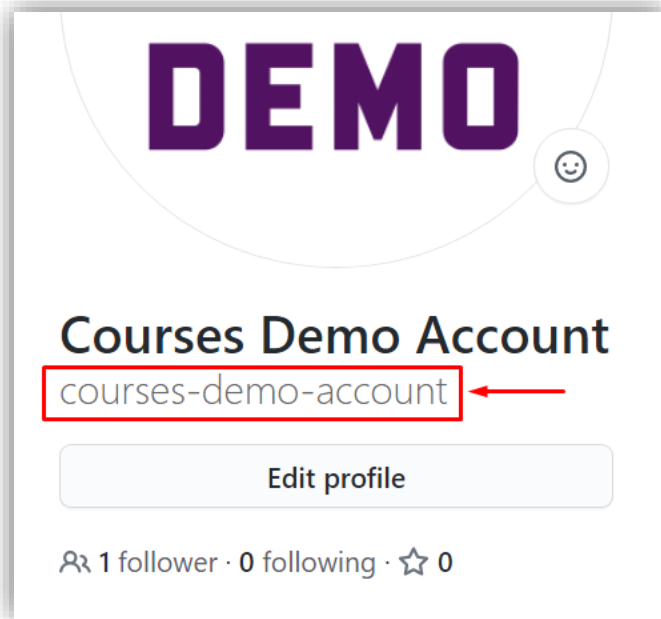 DEMO
Courses Demo Account
courses-demo-account
Edit profile
1 follower · 0 following · 0